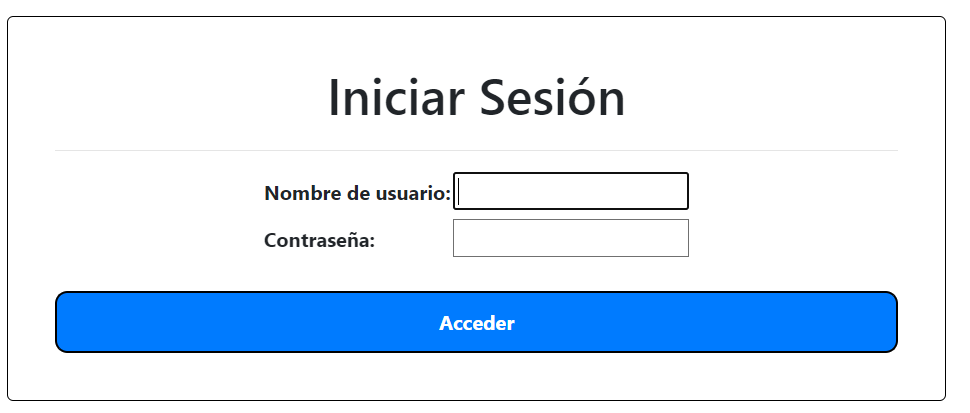 Iniciar Sesión
Nombre de usuario:
Contraseña:
Acceder